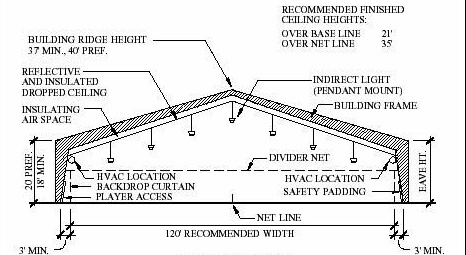 RECOMMENDED FINISHED
CEILING HEIGHTS:
OVER BASE LINE 21'
OVER NET LINE 35'
BUILDING RIDGE HEIGHT
37' MIN., 40' PREF.
REFLECTIVE
AND INSULATED
DROPPED CEILING
INDIRECT LIGHT
(PENDANT MOUNT)
BUILDING FRAME
INSULATING
AIR SPACE
DIVIDER NET
20' PREF.
18' MIN.
HVAC LOCATION
BACKDROP CURTAIN
PLAYER ACCESS
HVAC LOCATION
SAFETY PADDING
EAVE HT.
NET LINE
120' RECOMMENDED WIDTH
3' MIN.
3' MIN.